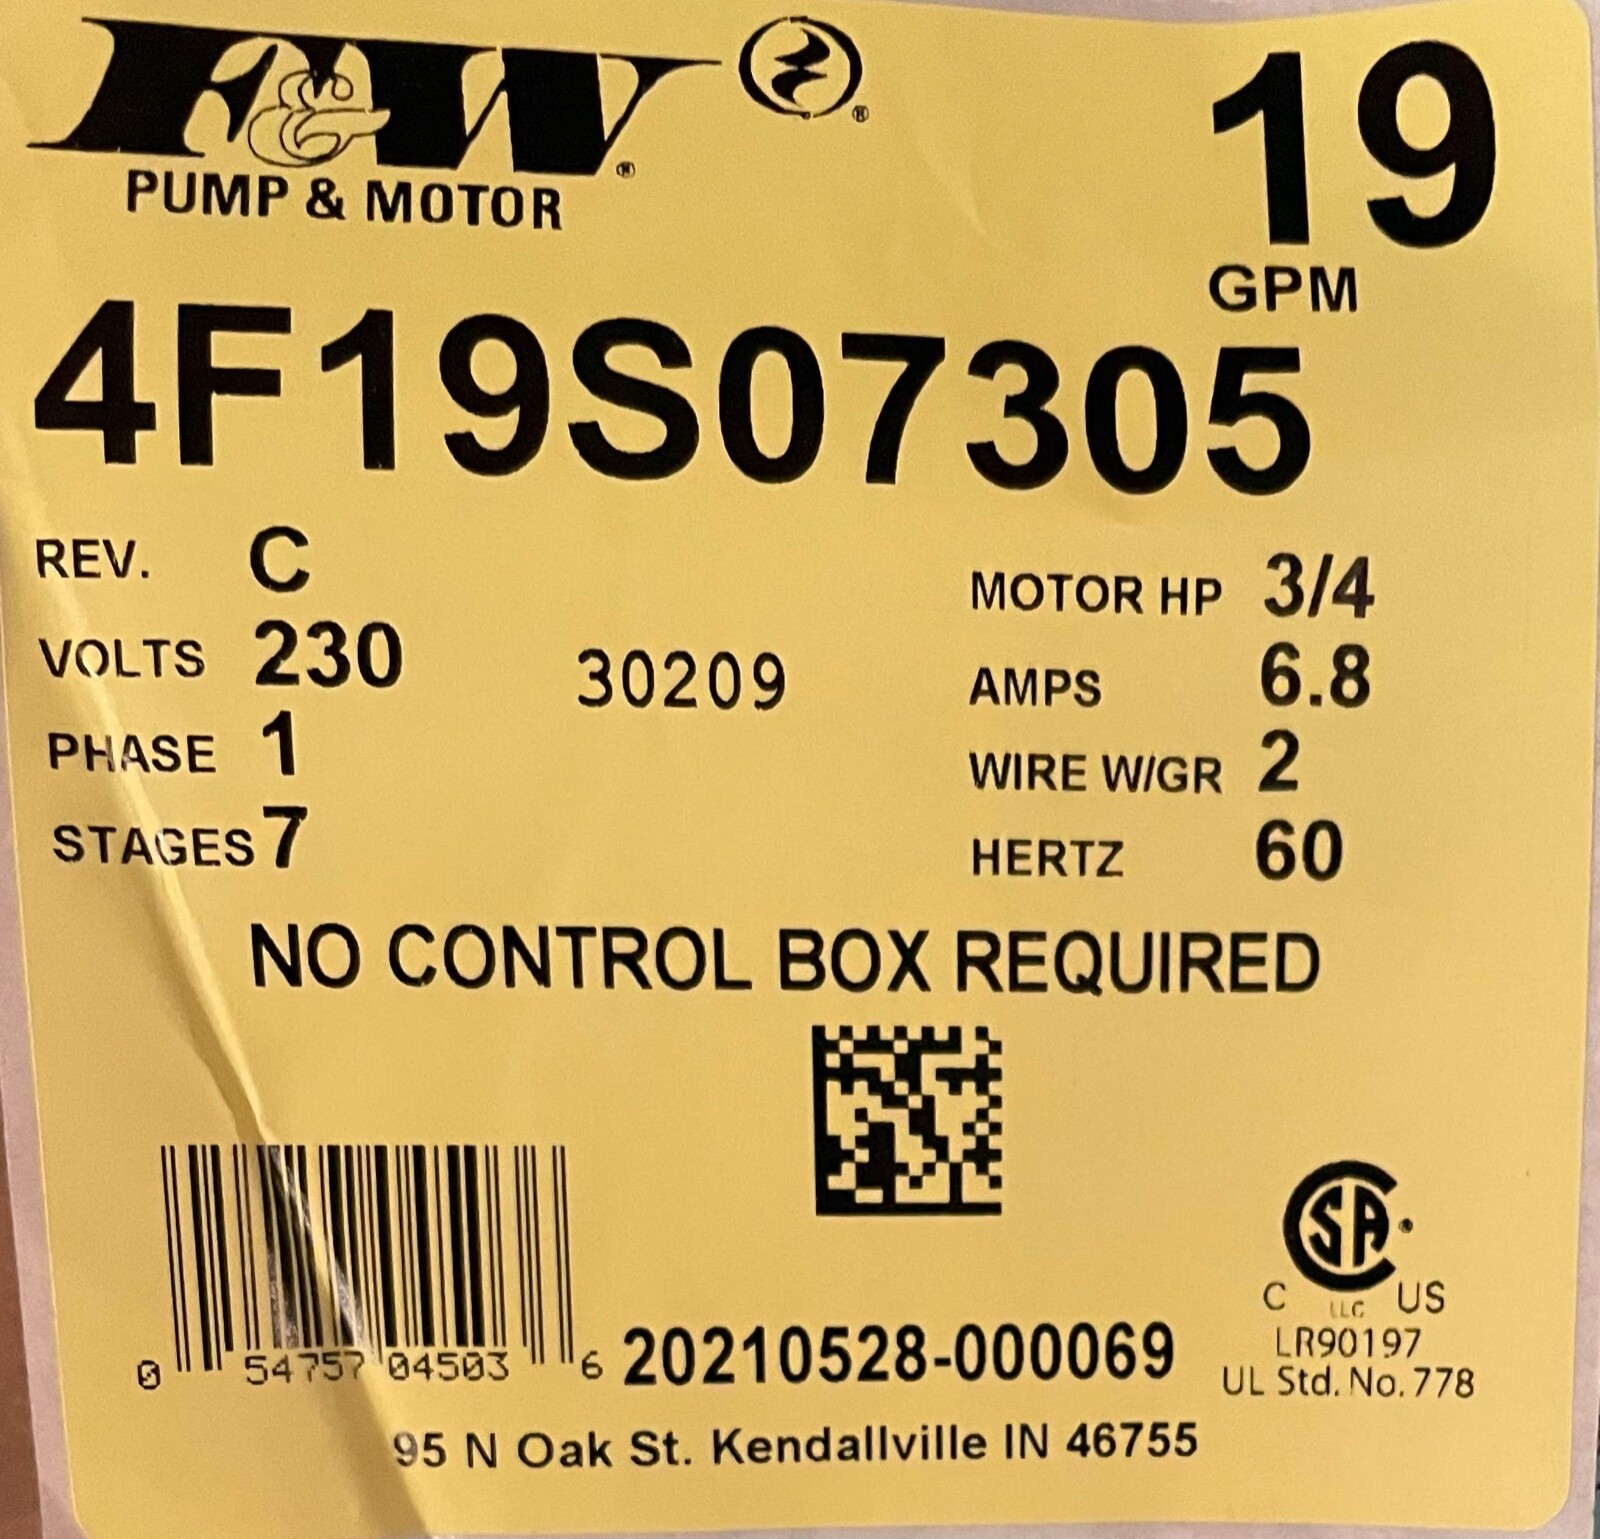 F&W®
®
PUMP & MOTOR
19
GPM
4F19S07305
REV. C
VOLTS 230
PHASE 1
STAGES 7
30209
MOTOR HP 3/4
AMPS 6.8
WIRE W/GR 2
HERTZ 60
NO CONTROL BOX REQUIRED
0 54757 04503 6
20210528-000069
CSA®
C LLC US
LR90197
UL Std. No. 778
95 N Oak St. Kendallville IN 46755